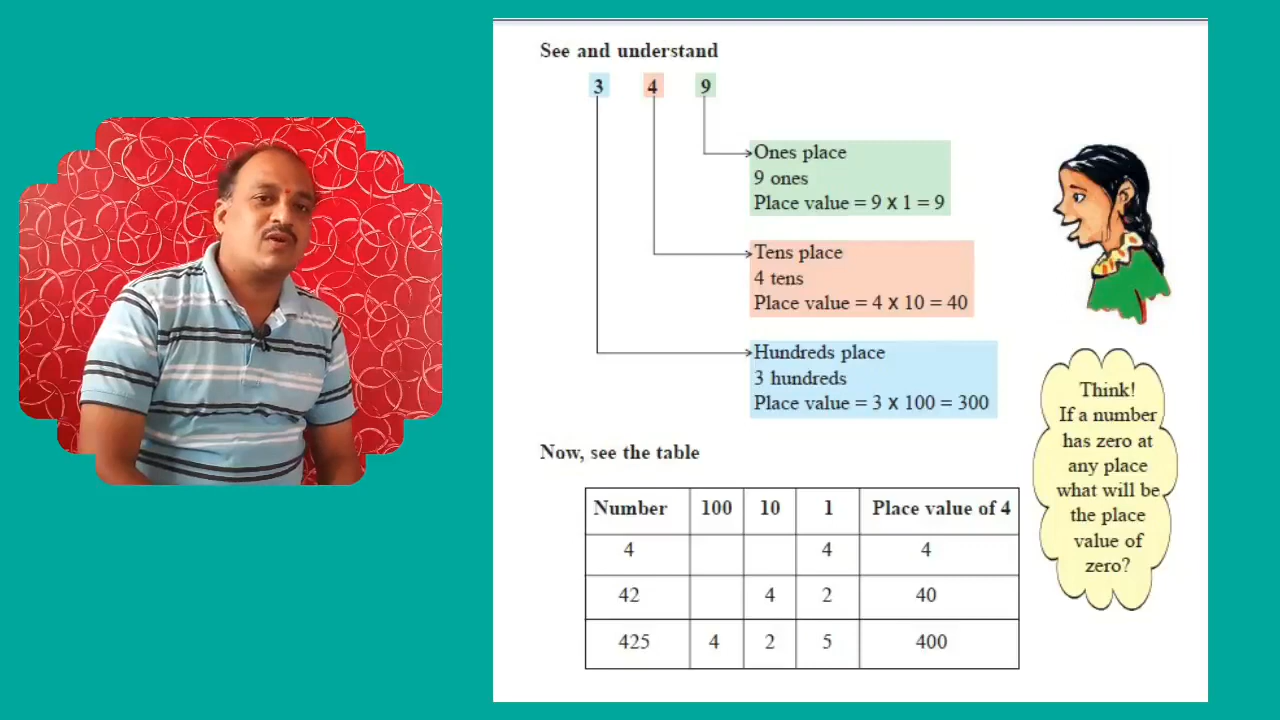 See and understand
3 4 9
Ones place
9 ones
Place value = 9 x 1 = 9
Tens place
4 tens
Place value = 4 x 10 = 40
Hundreds place
3 hundreds
Place value = 3 x 100 = 300
Think!
If a number
has zero at
any place
what will be
the place
value of
zero?
Now, see the table
Number 100 10 1 Place value of 4
4 4 4
42 4 2 40
425 4 2 5 400